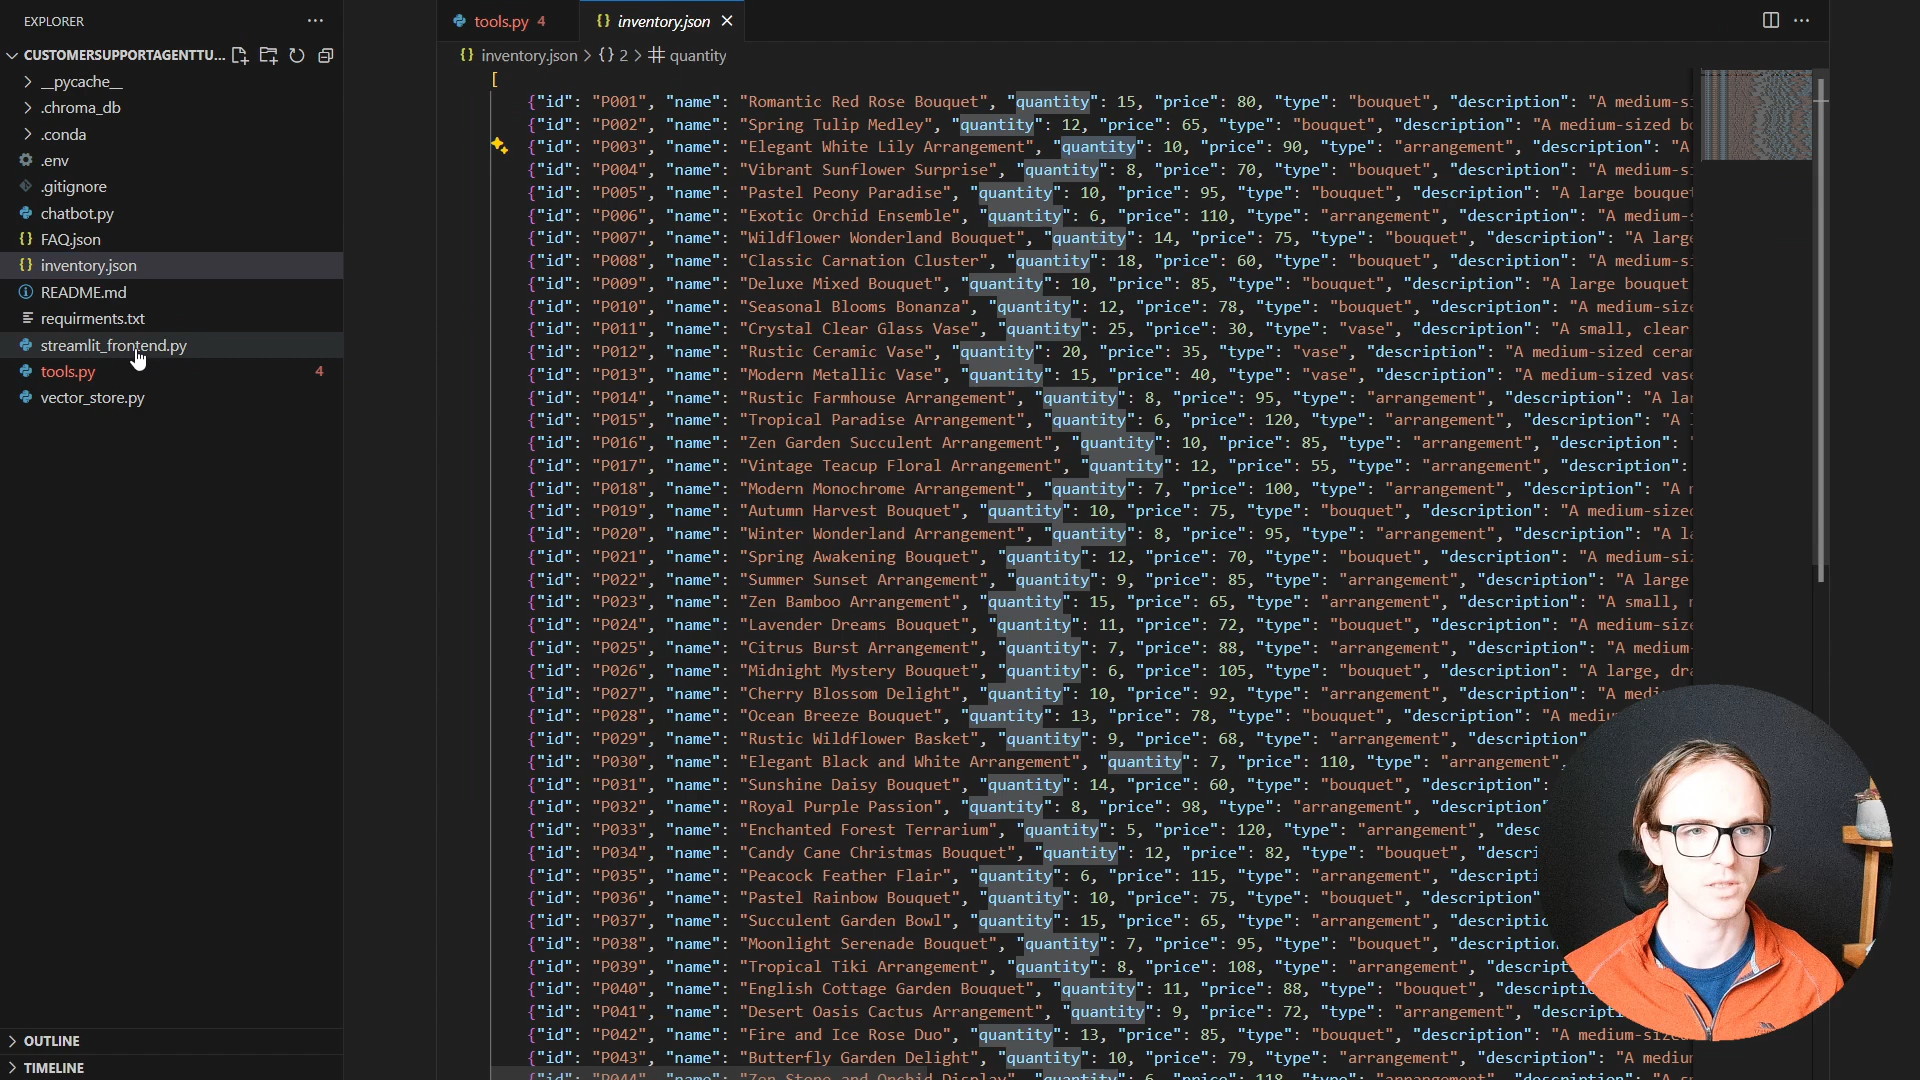 EXPLORER
CUSTOMERSUPPORTAGENTTU...
__pycache__
.chroma_db
.conda
.env
.gitignore
chatbot.py
FAQ.json
inventory.json
README.md
requirments.txt
streamlit_frontend.py
tools.py 4
vector_store.py
OUTLINE
TIMELINE
tools.py 4
inventory.json
inventory.json > {} 2 > quantity
[
{"id": "P001", "name": "Romantic Red Rose Bouquet", "quantity": 15, "price": 80, "type": "bouquet", "description": "A medium-s
{"id": "P002", "name": "Spring Tulip Medley", "quantity": 12, "price": 65, "type": "bouquet", "description": "A medium-sized bo
{"id": "P003", "name": "Elegant White Lily Arrangement", "quantity": 10, "price": 90, "type": "arrangement", "description": "A
{"id": "P004", "name": "Vibrant Sunflower Surprise", "quantity": 8, "price": 70, "type": "bouquet", "description": "A medium-s
{"id": "P005", "name": "Pastel Peony Paradise", "quantity": 10, "price": 95, "type": "bouquet", "description": "A large bouquet
{"id": "P006", "name": "Exotic Orchid Ensemble", "quantity": 6, "price": 110, "type": "arrangement", "description": "A medium-s
{"id": "P007", "name": "Wildflower Wonderland Bouquet", "quantity": 14, "price": 75, "type": "bouquet", "description": "A large
{"id": "P008", "name": "Classic Carnation Cluster", "quantity": 18, "price": 60, "type": "bouquet", "description": "A medium-s
{"id": "P009", "name": "Deluxe Mixed Bouquet", "quantity": 10, "price": 85, "type": "bouquet", "description": "A large bouquet
{"id": "P010", "name": "Seasonal Blooms Bonanza", "quantity": 12, "price": 78, "type": "bouquet", "description": "A medium-size
{"id": "P011", "name": "Crystal Clear Glass Vase", "quantity": 25, "price": 30, "type": "vase", "description": "A small, clear
{"id": "P012", "name": "Rustic Ceramic Vase", "quantity": 20, "price": 35, "type": "vase", "description": "A medium-sized ceram
{"id": "P013", "name": "Modern Metallic Vase", "quantity": 15, "price": 40, "type": "vase", "description": "A medium-sized vase
{"id": "P014", "name": "Rustic Farmhouse Arrangement", "quantity": 8, "price": 95, "type": "arrangement", "description": "A lar
{"id": "P015", "name": "Tropical Paradise Arrangement", "quantity": 6, "price": 120, "type": "arrangement", "description": "A
{"id": "P016", "name": "Zen Garden Succulent Arrangement", "quantity": 10, "price": 85, "type": "arrangement", "description": "
{"id": "P017", "name": "Vintage Teacup Floral Arrangement", "quantity": 12, "price": 55, "type": "arrangement", "description":
{"id": "P018", "name": "Modern Monochrome Arrangement", "quantity": 7, "price": 100, "type": "arrangement", "description": "A
{"id": "P019", "name": "Autumn Harvest Bouquet", "quantity": 10, "price": 75, "type": "bouquet", "description": "A medium-sized
{"id": "P020", "name": "Winter Wonderland Arrangement", "quantity": 8, "price": 95, "type": "arrangement", "description": "A la
{"id": "P021", "name": "Spring Awakening Bouquet", "quantity": 12, "price": 70, "type": "bouquet", "description": "A medium-siz
{"id": "P022", "name": "Summer Sunset Arrangement", "quantity": 9, "price": 85, "type": "arrangement", "description": "A large
{"id": "P023", "name": "Zen Bamboo Arrangement", "quantity": 15, "price": 65, "type": "arrangement", "description": "A small,
{"id": "P024", "name": "Lavender Dreams Bouquet", "quantity": 11, "price": 72, "type": "bouquet", "description": "A medium-size
{"id": "P025", "name": "Citrus Burst Arrangement", "quantity": 7, "price": 88, "type": "arrangement", "description": "A medium-
{"id": "P026", "name": "Midnight Mystery Bouquet", "quantity": 6, "price": 105, "type": "bouquet", "description": "A large, dra
{"id": "P027", "name": "Cherry Blossom Delight", "quantity": 10, "price": 92, "type": "arrangement", "description": "A medi
{"id": "P028", "name": "Ocean Breeze Bouquet", "quantity": 13, "price": 78, "type": "bouquet", "description": "A mediu
{"id": "P029", "name": "Rustic Wildflower Basket", "quantity": 9, "price": 68, "type": "arrangement", "description"
{"id": "P030", "name": "Elegant Black and White Arrangement", "quantity": 7, "price": 110, "type": "arrangement",
{"id": "P031", "name": "Sunshine Daisy Bouquet", "quantity": 14, "price": 60, "type": "bouquet", "description":
{"id": "P032", "name": "Royal Purple Passion", "quantity": 8, "price": 98, "type": "arrangement", "description"
{"id": "P033", "name": "Enchanted Forest Terrarium", "quantity": 5, "price": 120, "type": "arrangement", "desc
{"id": "P034", "name": "Candy Cane Christmas Bouquet", "quantity": 12, "price": 82, "type": "bouquet", "descri
{"id": "P035", "name": "Peacock Feather Flair", "quantity": 6, "price": 115, "type": "arrangement", "descripti
{"id": "P036", "name": "Pastel Rainbow Bouquet", "quantity": 10, "price": 75, "type": "bouquet", "description"
{"id": "P037", "name": "Succulent Garden Bowl", "quantity": 15, "price": 65, "type": "arrangement", "descriptio
{"id": "P038", "name": "Moonlight Serenade Bouquet", "quantity": 7, "price": 95, "type": "bouquet", "description
{"id": "P039", "name": "Tropical Tiki Arrangement", "quantity": 8, "price": 108, "type": "arrangement", "descript
{"id": "P040", "name": "English Cottage Garden Bouquet", "quantity": 11, "price": 88, "type": "bouquet", "descripti
{"id": "P041", "name": "Desert Oasis Cactus Arrangement", "quantity": 9, "price": 72, "type": "arrangement", "descript
{"id": "P042", "name": "Fire and Ice Rose Duo", "quantity": 13, "price": 85, "type": "bouquet", "description": "A medium-
{"id": "P043", "name": "Butterfly Garden Delight", "quantity": 10, "price": 79, "type": "arrangement", "description": "A medium
{"id": "P044", "name": "Zen Stone and Orchid Display", "quantity": 6, "price": 118, "type": "arrangement", "description": "A